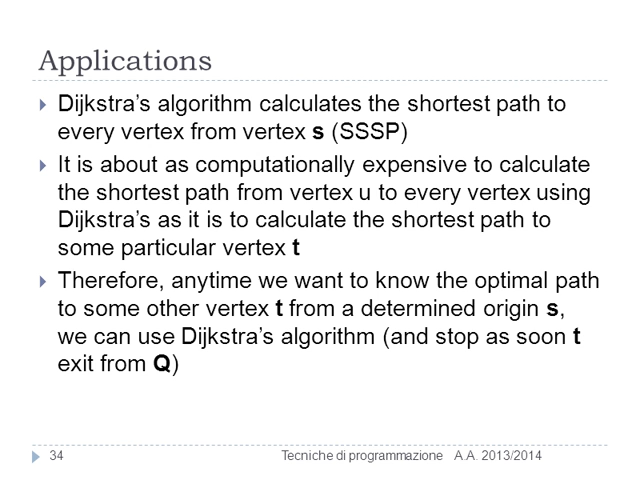 Applications
Dijkstra's algorithm calculates the shortest path to
every vertex from vertex s (SSSP)
It is about as computationally expensive to calculate
the shortest path from vertex u to every vertex using
Dijkstra's as it is to calculate the shortest path to
some particular vertex t
Therefore, anytime we want to know the optimal path
to some other vertex t from a determined origin s,
we can use Dijkstra's algorithm (and stop as soon t
exit from Q)
34 Tecniche di programmazione A.A. 2013/2014